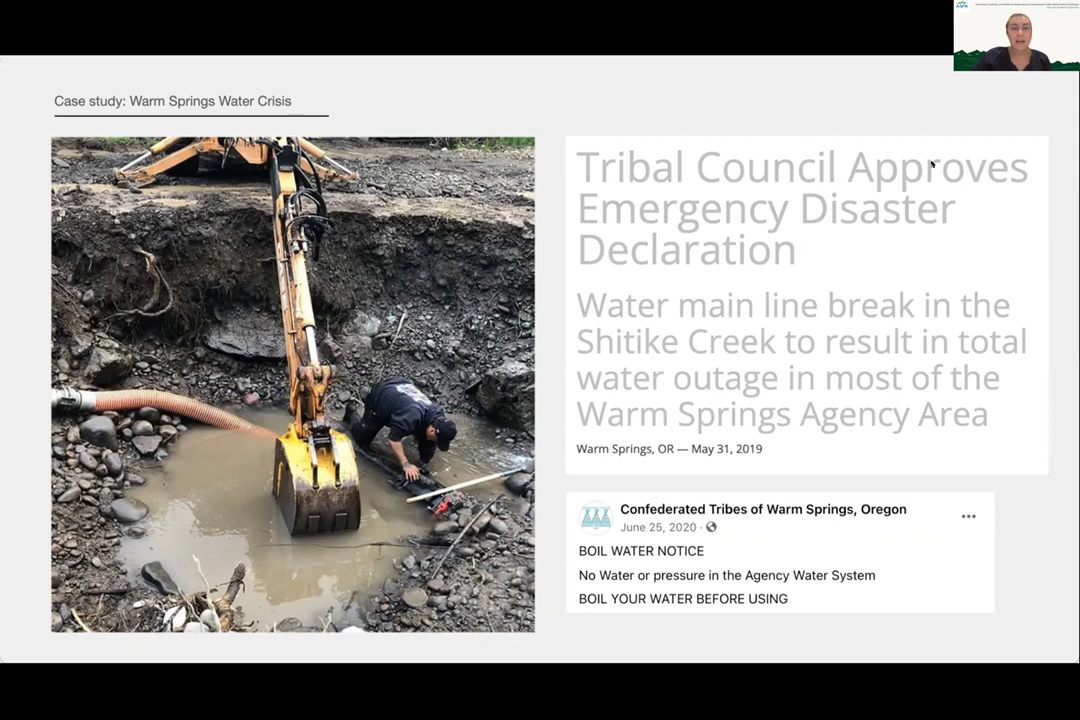 ASPA
Case study: Warm Springs Water Crisis
Tribal Council Approves
Emergency Disaster
Declaration
Water main line break in the
Shitike Creek to result in total
water outage in most of the
Warm Springs Agency Area
Warm Springs, OR — May 31, 2019
Confederated Tribes of Warm Springs, Oregon
June 25, 2020 ·
BOIL WATER NOTICE
No Water or pressure in the Agency Water System
BOIL YOUR WATER BEFORE USING